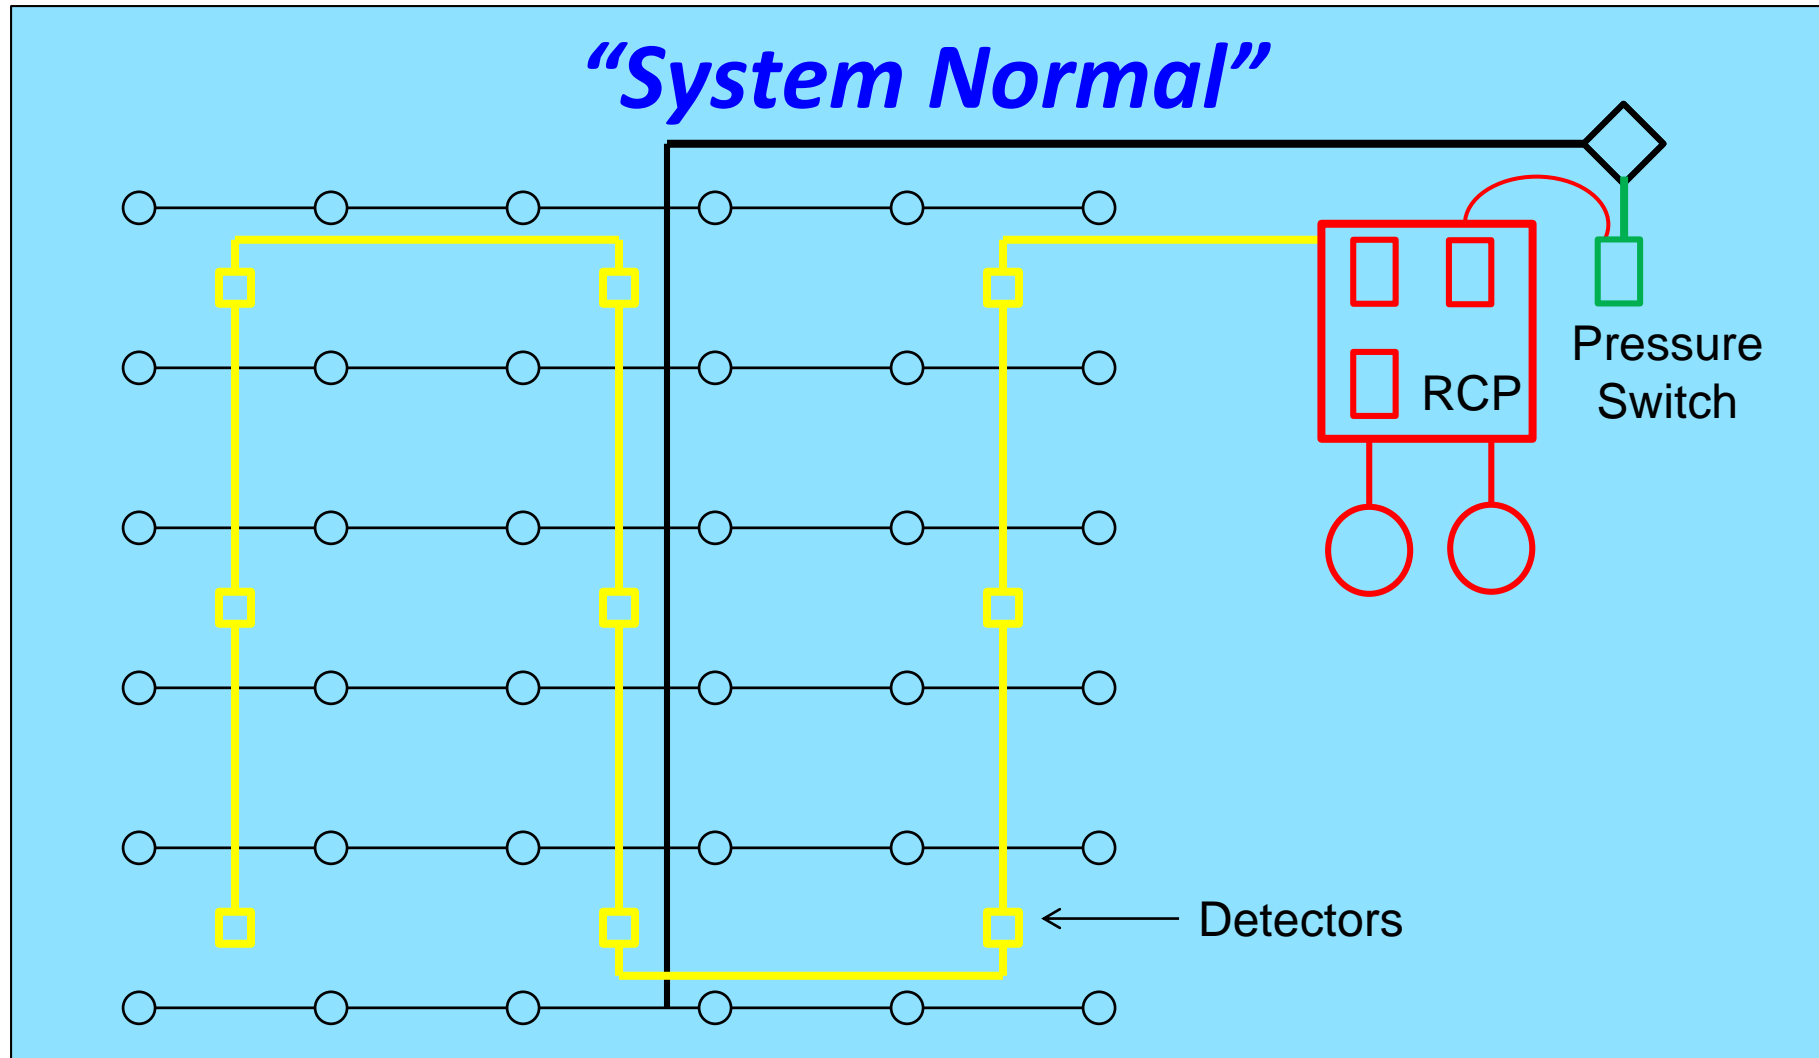 “System Normal”
Pressure
Switch
RCP
Detectors